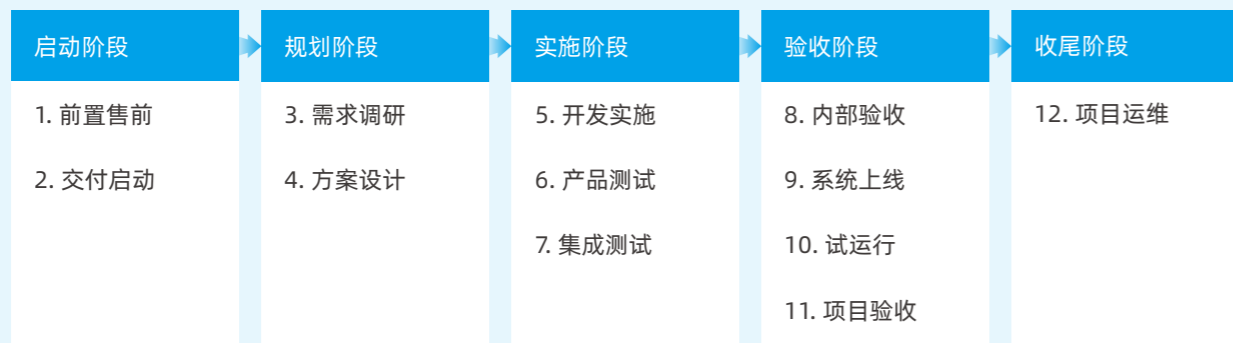 启动阶段
1. 前置售前
2. 交付启动
规划阶段
3. 需求调研
4. 方案设计
实施阶段
5. 开发实施
6. 产品测试
7. 集成测试
验收阶段
8. 内部验收
9. 系统上线
10. 试运行
11. 项目验收
收尾阶段
12. 项目运维